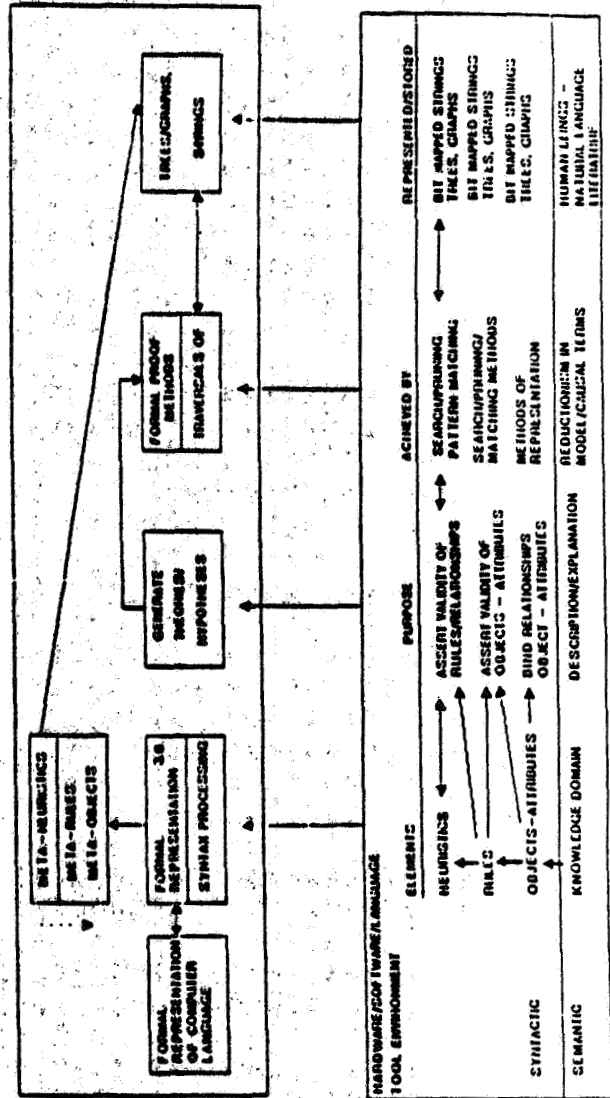 META-HEURISTICS
META-RULES
META-OBJECTS
FORMAL
REPRESENTATION
OF COMPUTER
LANGUAGE
FORMAL
REPRESENTATION
SYNTAX PROCESSING
GENERATE
THEORIES/
HYPOTHESES
FORMAL PROOF
METHODS
TRAVERSALS OF
TREES/GRAPHS,
STRINGS
HARDWARE/SOFTWARE/LANGUAGE
TOOL ENVIRONMENT
ELEMENTS PURPOSE ACHIEVED BY REPRESENTED/STORED
HEURISTICS ASSERT VALIDITY OF SEARCH/PRUNING BIT MAPPED STRINGS
RULES/RELATIONSHIPS PATTERN MATCHING TREES, GRAPHS
RULES ASSERT VALIDITY OF SEARCH/PRUNING/ BIT MAPPED STRINGS
OBJECTS - ATTRIBUTES MATCHING METHODS TREES, GRAPHS
SYNTACTIC OBJECTS-ATTRIBUTES BIND RELATIONSHIPS METHODS OF BIT MAPPED STRINGS
OBJECT - ATTRIBUTES REPRESENTATION TREES, GRAPHS
SEMANTIC KNOWLEDGE DOMAIN DESCRIPTION/EXPLANATION REDUCTIONISM IN HUMAN BEINGS -
MODEL/CAUSAL TERMS NATURAL LANGUAGE
LITERATURE